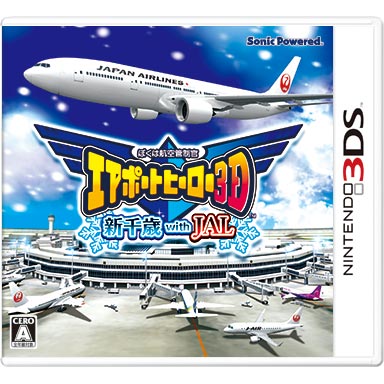 Sonic Powered.
JAPAN AIRLINES
ぼくは航空管制官
エアポートヒーロー3D
新千歳 with JAL
J-AIR
CERO
A
NINTENDO 3DS